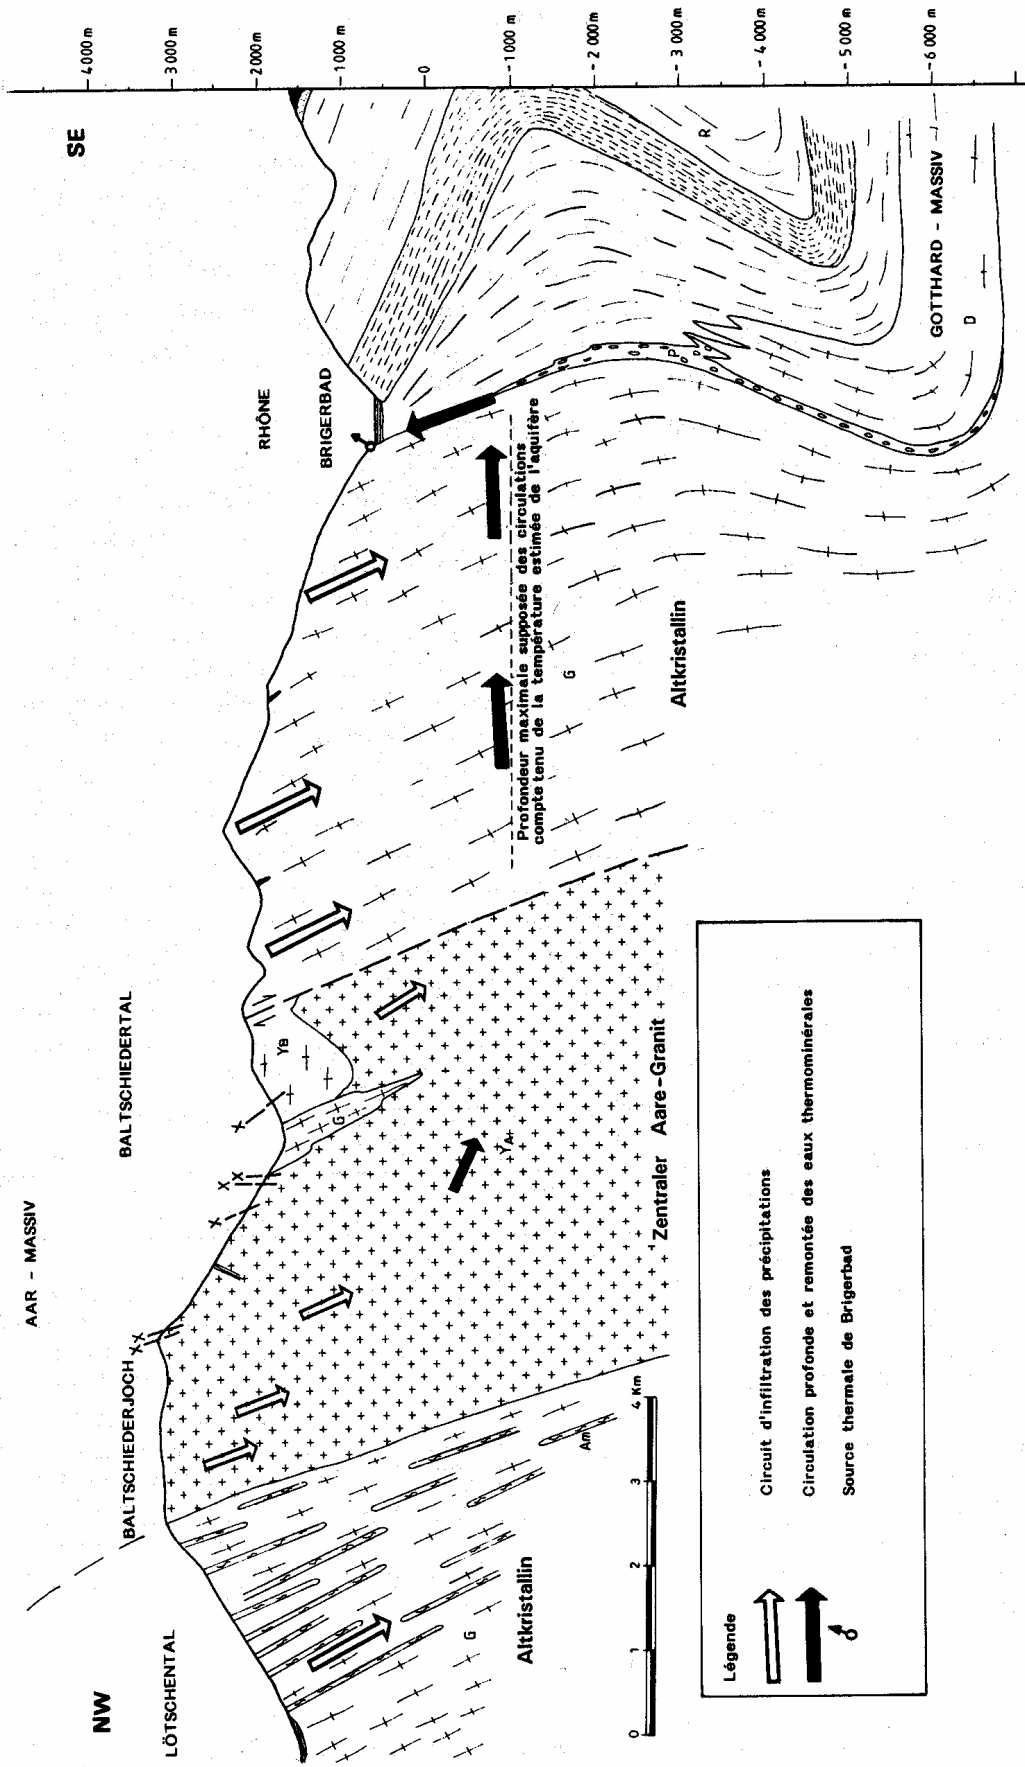 AAR - MASSIV
NW
SE
LÖTSCHENTAL
BALTSCHIEDERJOCH
BALTSCHIEDERTAL
RHÔNE
BRIGERBAD
4000 m
3000 m
2000 m
1000 m
0
- 1000 m
- 2000 m
- 3000 m
- 4000 m
- 5000 m
- 6000 m
X
X
X
X
X
X
γB
G
γA
G
G
Am
P
R
D
Profondeur maximale supposée des circulations
compte tenu de la température estimée de l'aquifère
Altkristallin
Zentraler Aare-Granit
Altkristallin
GOTTHARD - MASSIV
0 1 2 3 4 Km
Légende
Circuit d'infiltration des précipitations
Circulation profonde et remontée des eaux thermominérales
Source thermale de Brigerbad